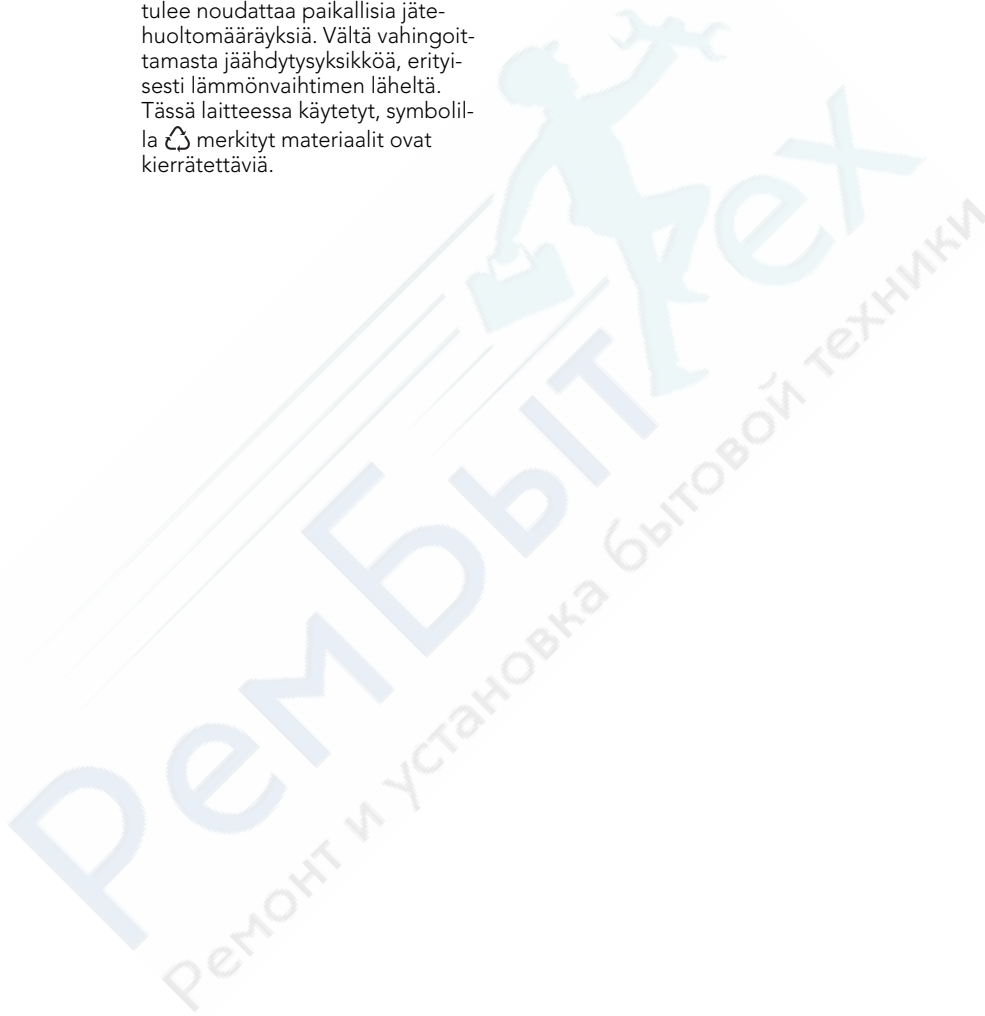 tulee noudattaa paikallisia jäte-
huoltomääräyksiä. Vältä vahingoit-
tamasta jäähdytysyksikköä, erityi-
sesti lämmönvaihtimen läheltä.
Tässä laitteessa käytetyt, symbolil-
la ♺ merkityt materiaalit ovat
kierrätettäviä.
РемБытТех
Ремонт и установка бытовой техники